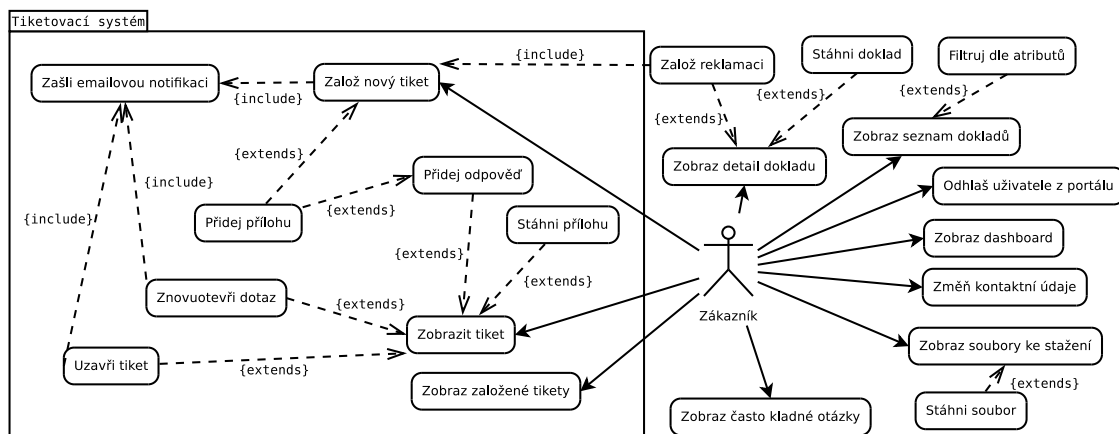 Tiketovací systém
{include}
Založ reklamaci
Stáhni doklad
Filtruj dle atributů
Zašli emailovou notifikaci
{include}
Založ nový tiket
{extends}
{extends}
{extends}
Zobraz seznam dokladů
{extends}
Zobraz detail dokladu
Přidej odpověď
{include}
Odhlaš uživatele z portálu
{include}
Přidej přílohu
{extends}
Stáhni přílohu
Zobraz dashboard
{extends}
{extends}
Znovuotevři dotaz
{extends}
Změň kontaktní údaje
Zákazník
Zobrazit tiket
Zobraz soubory ke stažení
Uzavři tiket
{extends}
{extends}
Zobraz založené tikety
Zobraz často kladné otázky
Stáhni soubor